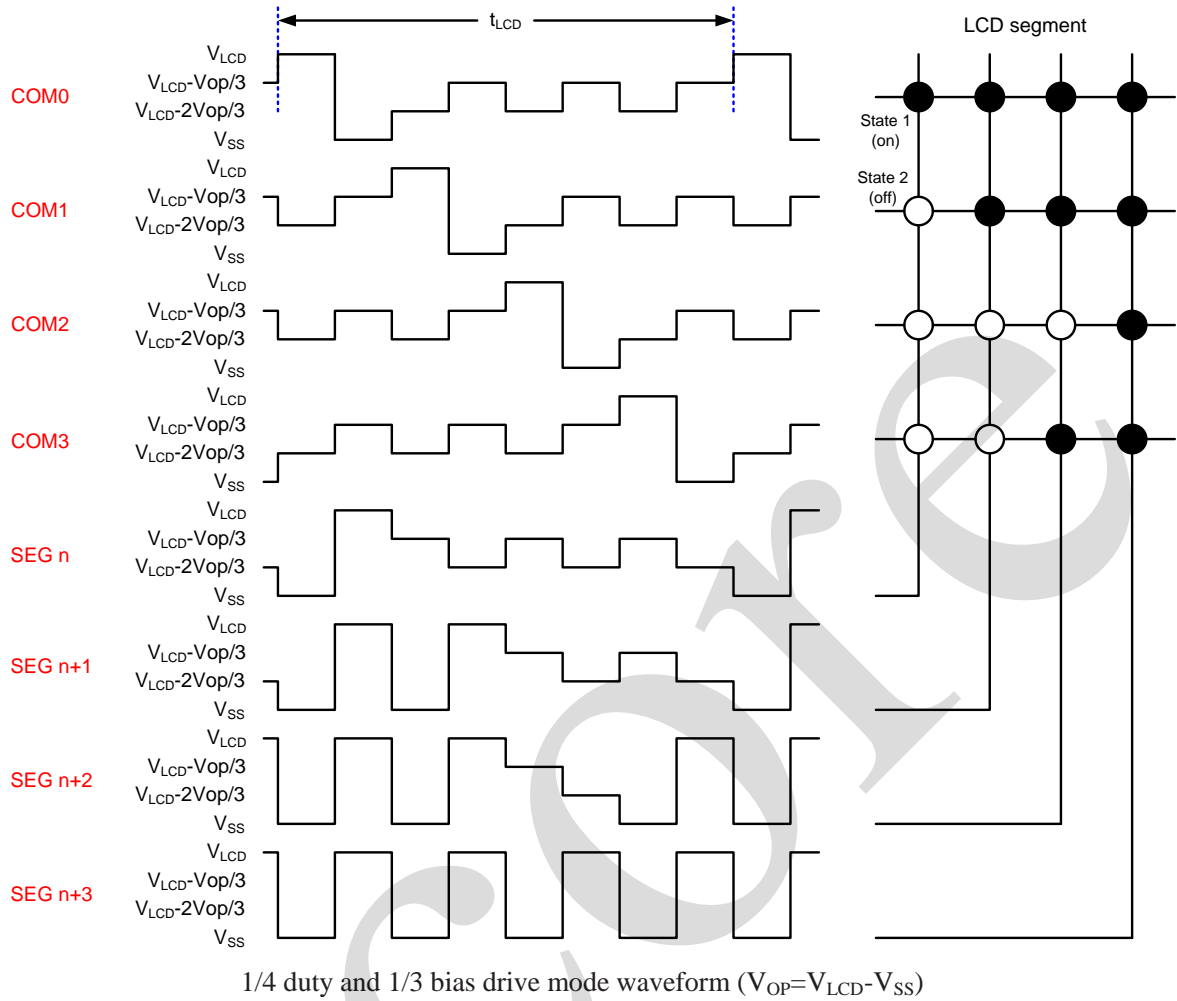 tLCD
LCD segment
COM0
VLCD
VLCD-Vop/3
VLCD-2Vop/3
VSS
State 1
(on)
COM1
VLCD
VLCD-Vop/3
VLCD-2Vop/3
VSS
State 2
(off)
COM2
VLCD
VLCD-Vop/3
VLCD-2Vop/3
VSS
COM3
VLCD
VLCD-Vop/3
VLCD-2Vop/3
VSS
SEG n
VLCD
VLCD-Vop/3
VLCD-2Vop/3
VSS
SEG n+1
VLCD
VLCD-Vop/3
VLCD-2Vop/3
VSS
SEG n+2
VLCD
VLCD-Vop/3
VLCD-2Vop/3
VSS
SEG n+3
VLCD
VLCD-Vop/3
VLCD-2Vop/3
VSS
1/4 duty and 1/3 bias drive mode waveform (VOP=VLCD-VSS)
core